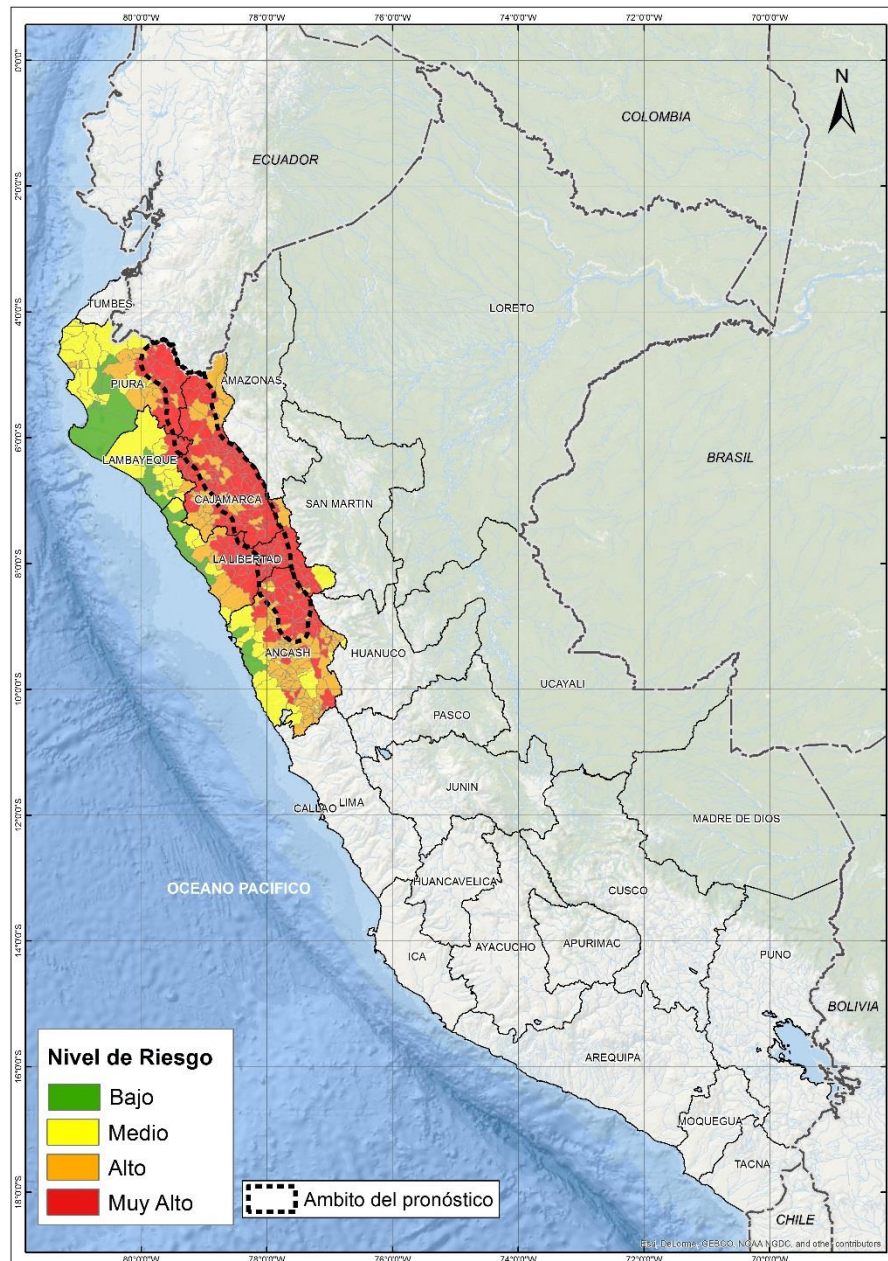 80°0'0"W 78°0'0"W 76°0'0"W 74°0'0"W 72°0'0"W 70°0'0"W
0°0'0"
N
COLOMBIA
ECUADOR
2°0'0"S
TUMBES
4°0'0"S
LORETO
PIURA
AMAZONAS
6°0'0"S
LAMBAYEQUE
BRASIL
CAJAMARCA
SAN MARTIN
8°0'0"S
LA LIBERTAD
ANCASH
HUANUCO
10°0'0"S
UCAYALI
PASCO
JUNIN
CALLAO
LIMA
12°0'0"S
MADRE DE DIOS
OCEANO PACIFICO
HUANCAVELICA
CUSCO
14°0'0"S
ICA
AYACUCHO
APURIMAC
PUNO
BOLIVIA
AREQUIPA
16°0'0"S
MOQUEGUA
TACNA
18°0'0"S
CHILE
Nivel de Riesgo
Bajo
Medio
Alto
Muy Alto
Ambito del pronóstico
Esri, DeLorme, GEBCO, NOAA NGDC, and other contributors
80°0'0"W 78°0'0"W 76°0'0"W 74°0'0"W 72°0'0"W 70°0'0"W